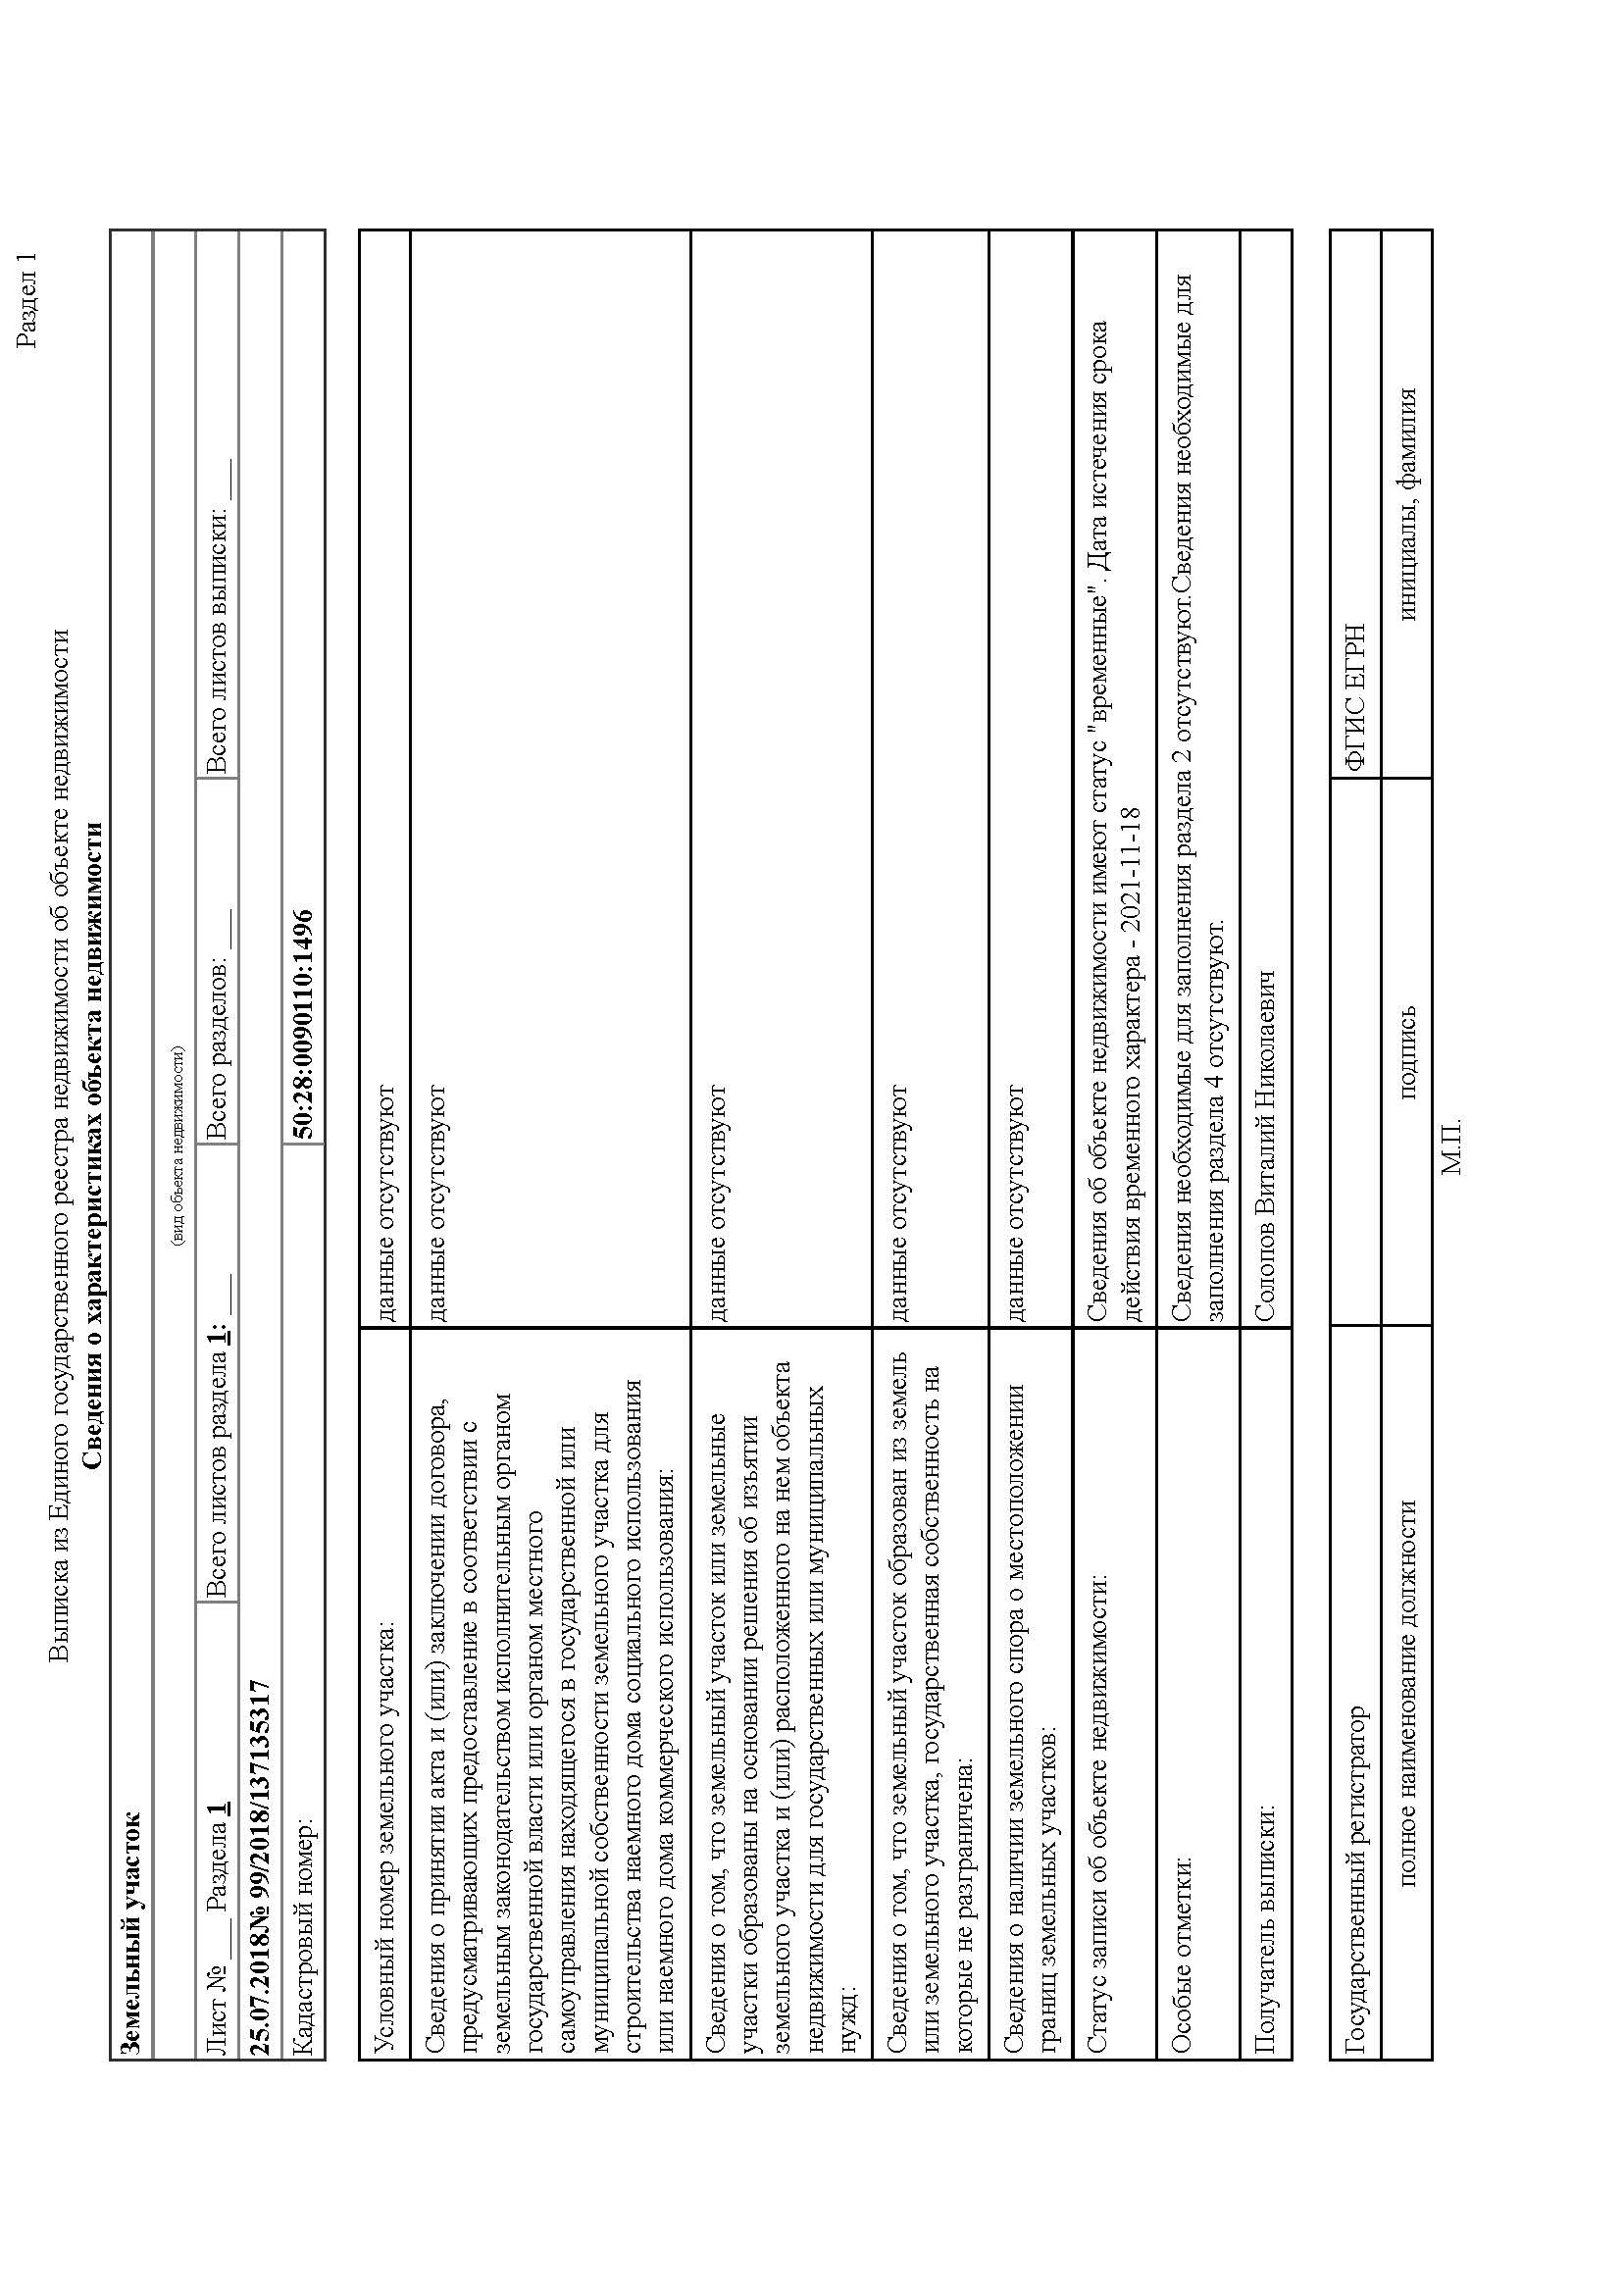 Раздел 1
Выписка из Единого государственного реестра недвижимости об объекте недвижимости
Сведения о характеристиках объекта недвижимости
Земельный участок
(вид объекта недвижимости)
Лист № ___ Раздела 1
Всего листов раздела 1: ___
Всего разделов: ___
Всего листов выписки: ___
25.07.2018№ 99/2018/137135317
Кадастровый номер:
50:28:0090110:1496
Условный номер земельного участка:
данные отсутствуют
Сведения о принятии акта и (или) заключении договора,
предусматривающих предоставление в соответствии с
земельным законодательством исполнительным органом
государственной власти или органом местного
самоуправления находящегося в государственной или
муниципальной собственности земельного участка для
строительства наемного дома социального использования
или наемного дома коммерческого использования:
данные отсутствуют
Сведения о том, что земельный участок или земельные
участки образованы на основании решения об изъятии
земельного участка и (или) расположенного на нем объекта
недвижимости для государственных или муниципальных
нужд:
данные отсутствуют
Сведения о том, что земельный участок образован из земель
или земельного участка, государственная собственность на
которые не разграничена:
данные отсутствуют
Сведения о наличии земельного спора о местоположении
границ земельных участков:
данные отсутствуют
Статус записи об объекте недвижимости:
Сведения об объекте недвижимости имеют статус "временные". Дата истечения срока
действия временного характера - 2021-11-18
Особые отметки:
Сведения необходимые для заполнения раздела 2 отсутствуют.Сведения необходимые для
заполнения раздела 4 отсутствуют.
Получатель выписки:
Солопов Виталий Николаевич
Государственный регистратор
ФГИС ЕГРН
полное наименование должности
подпись
инициалы, фамилия
М.П.